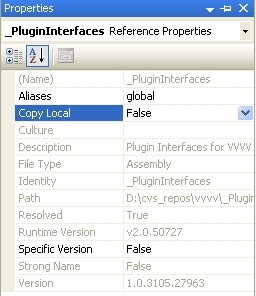 Properties
_PluginInterfaces Reference Properties
(Name) _PluginInterfaces
Aliases global
Copy Local False
Culture
Description Plugin Interfaces for VVVV
File Type Assembly
Identity _PluginInterfaces
Path D:\cvs_repos\vvvv\_Plugin
Resolved True
Runtime Version v2.0.50727
Specific Version False
Strong Name False
Version 1.0.3105.27963